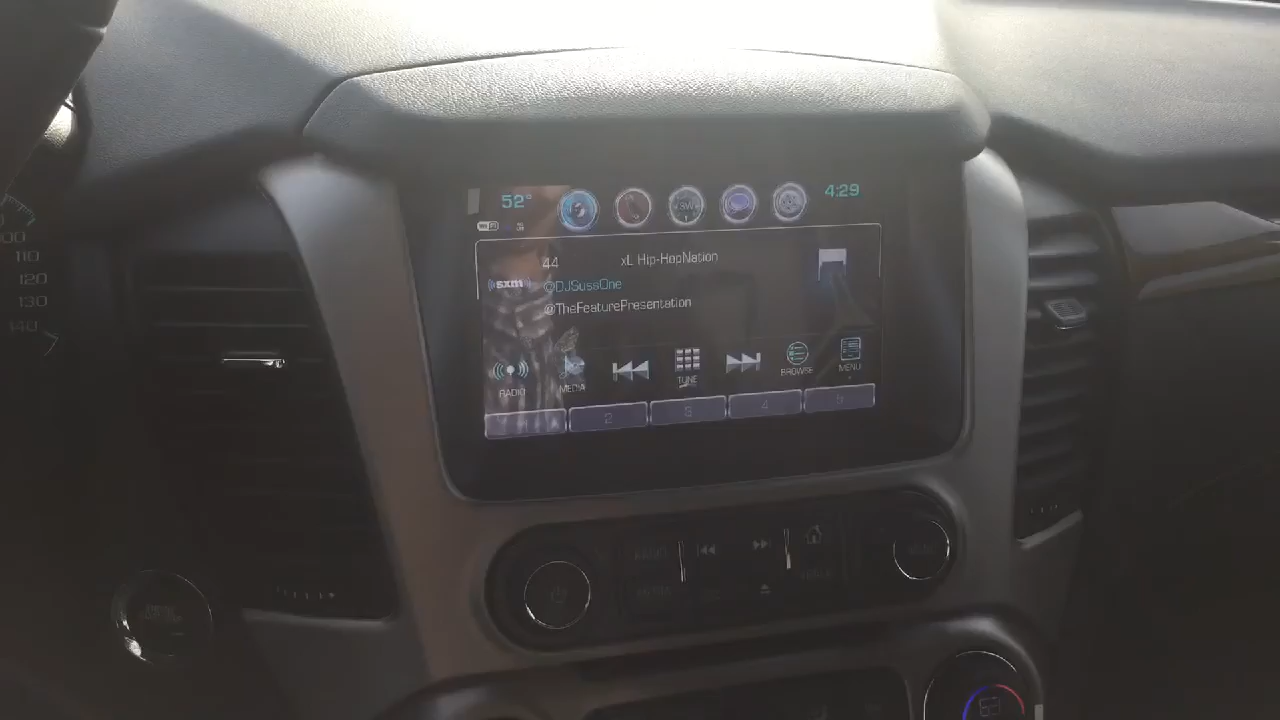 52° 4:29
44 xL Hip-HopNation
((sxm))
@DJSussOne
@TheFeaturePresentation
RADIO MEDIA TUNE BROWSE MENU
2 3 4 5
110
120
130
140